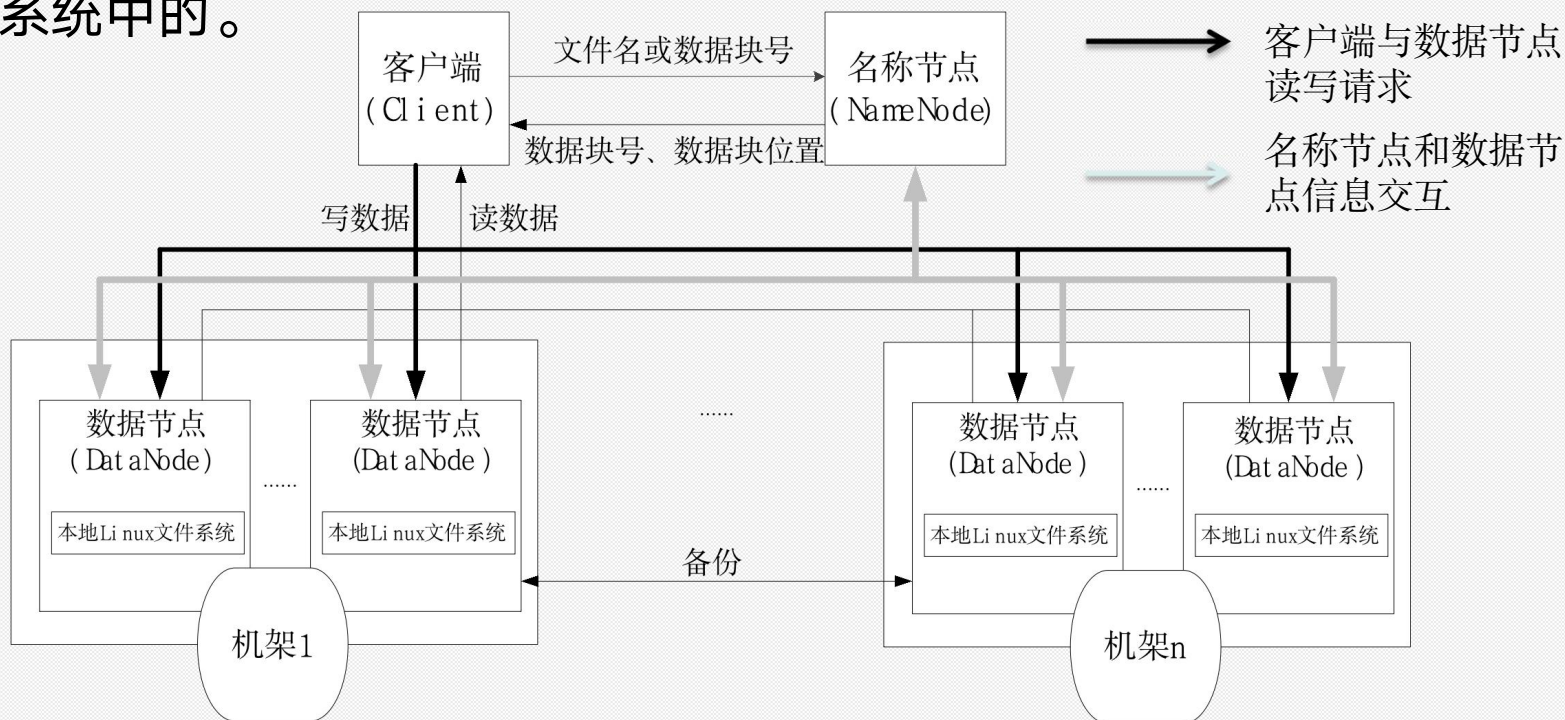 系统中的。
客户端
(Client)
文件名或数据块号
名称节点
(NameNode)
数据块号、数据块位置
客户端与数据节点
读写请求
名称节点和数据节
点信息交互
写数据
读数据
数据节点
(DataNode)
......
数据节点
(DataNode)
......
数据节点
(DataNode)
......
数据节点
(DataNode)
本地Linux文件系统
本地Linux文件系统
本地Linux文件系统
本地Linux文件系统
备份
机架1
机架n